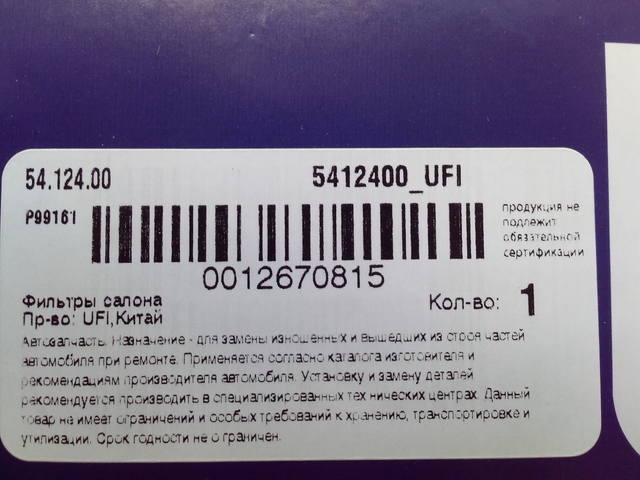 54.124.00
5412400_UFI
P99161
продукция не
подлежит
обязательной
сертификации
0012670815
Фильтры салона
Пр-во: UFI,Китай
Кол-во: 1
Автозапчасть. Назначение - для замены изношенных и вышедших из строя частей
автомобиля при ремонте. Применяется согласно каталога изготовителя и
рекомендациям производителя автомобиля. Установку и замену деталей
рекомендуется производить в специализированных технических центрах. Данный
товар не имеет ограничений и особых требований к хранению, транспортировке и
утилизации. Срок годности не ограничен.